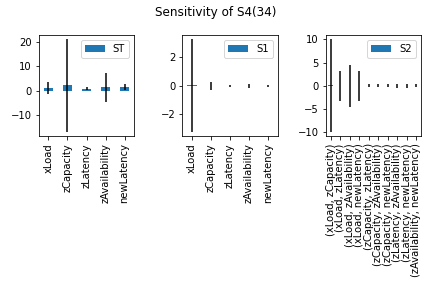 Sensitivity of S4(34)
ST
20
10
0
−10
xLoad
zCapacity
zLatency
zAvailability
newLatency
S1
2
0
−2
xLoad
zCapacity
zLatency
zAvailability
newLatency
S2
10
5
0
−5
−10
(xLoad, zCapacity)
(xLoad, zLatency)
(xLoad, zAvailability)
(xLoad, newLatency)
(zCapacity, zLatency)
(zCapacity, zAvailability)
(zCapacity, newLatency)
(zLatency, zAvailability)
(zLatency, newLatency)
(zAvailability, newLatency)